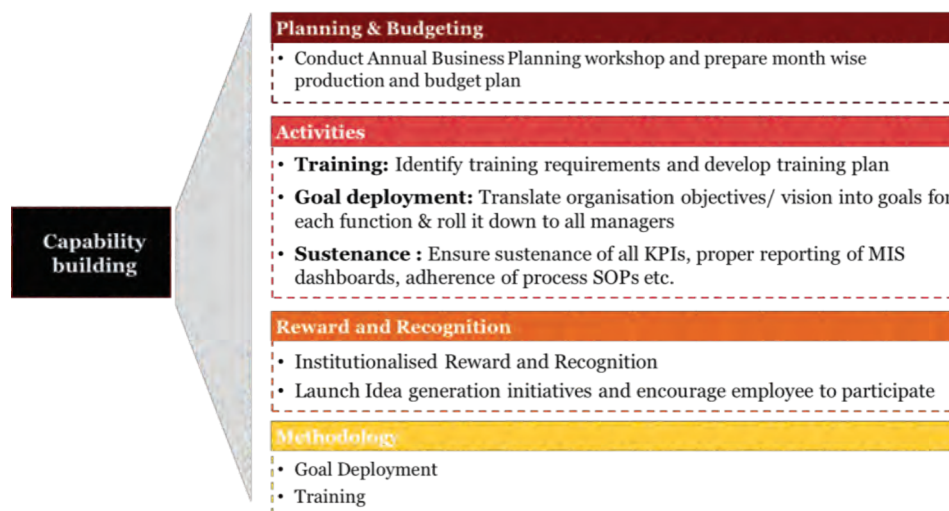 Capability
building
Planning & Budgeting
• Conduct Annual Business Planning workshop and prepare month wise
production and budget plan
Activities
• Training: Identify training requirements and develop training plan
• Goal deployment: Translate organisation objectives/ vision into goals for
each function & roll it down to all managers
• Sustenance : Ensure sustenance of all KPIs, proper reporting of MIS
dashboards, adherence of process SOPs etc.
Reward and Recognition
• Institutionalised Reward and Recognition
• Launch Idea generation initiatives and encourage employee to participate
Methodology
• Goal Deployment
• Training